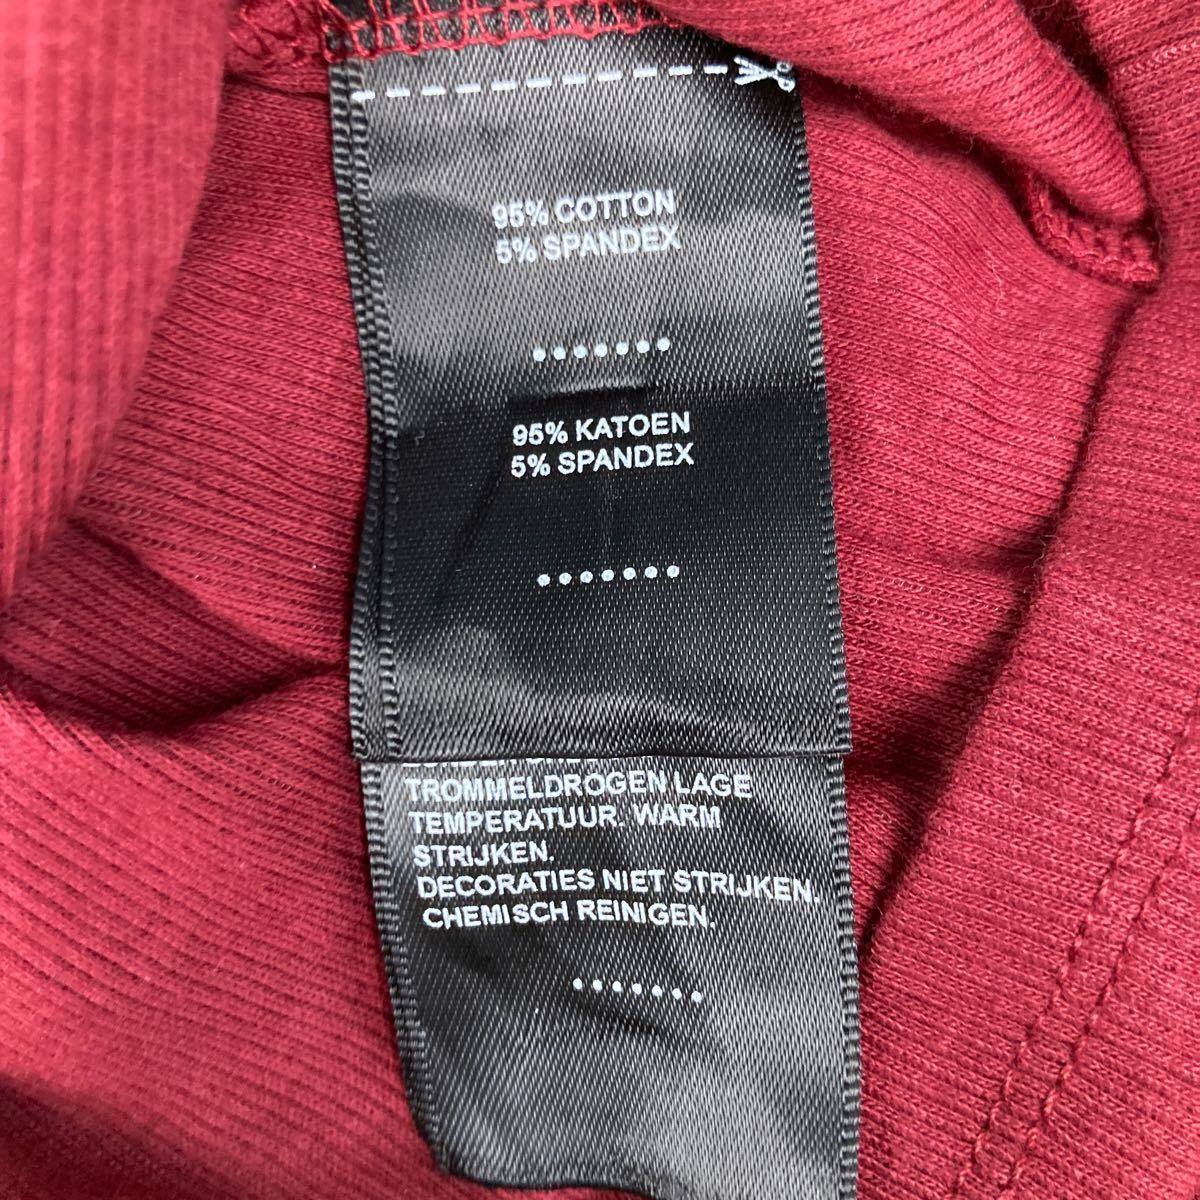 95% COTTON
5% SPANDEX
95% KATOEN
5% SPANDEX
TROMMELDROGEN LAGE
TEMPERATUUR. WARM
STRIJKEN.
DECORATIES NIET STRIJKEN.
CHEMISCH REINIGEN.